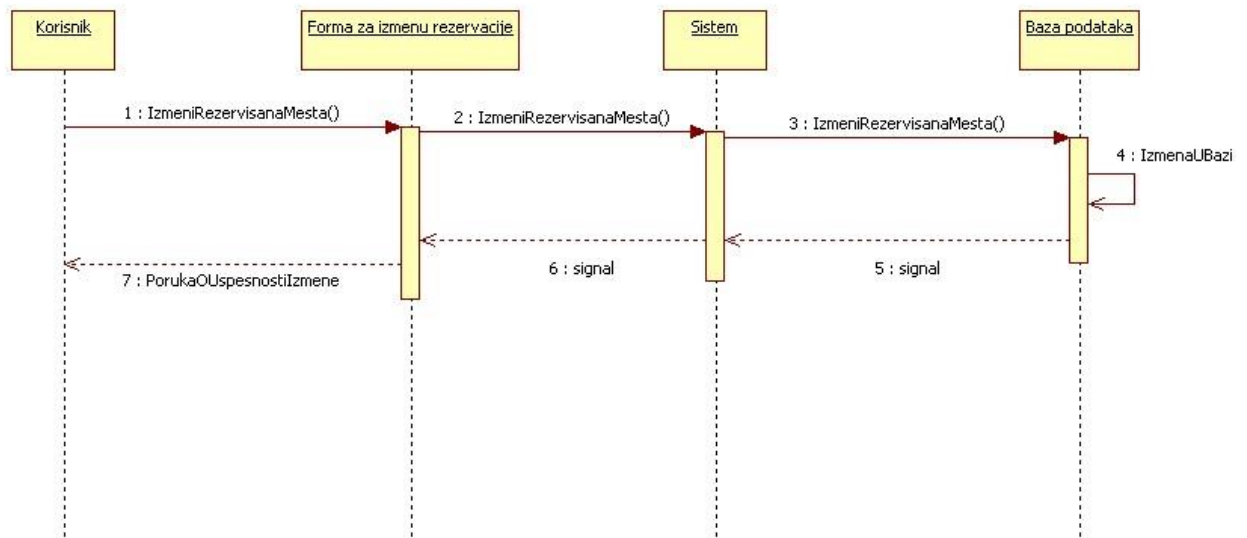 Korisnik
Forma za izmenu rezervacije
Sistem
Baza podataka
1 : IzmeniRezervisanaMesta()
2 : IzmeniRezervisanaMesta()
3 : IzmeniRezervisanaMesta()
4 : IzmenaUBazi
5 : signal
6 : signal
7 : PorukaOUspesnostiIzmene